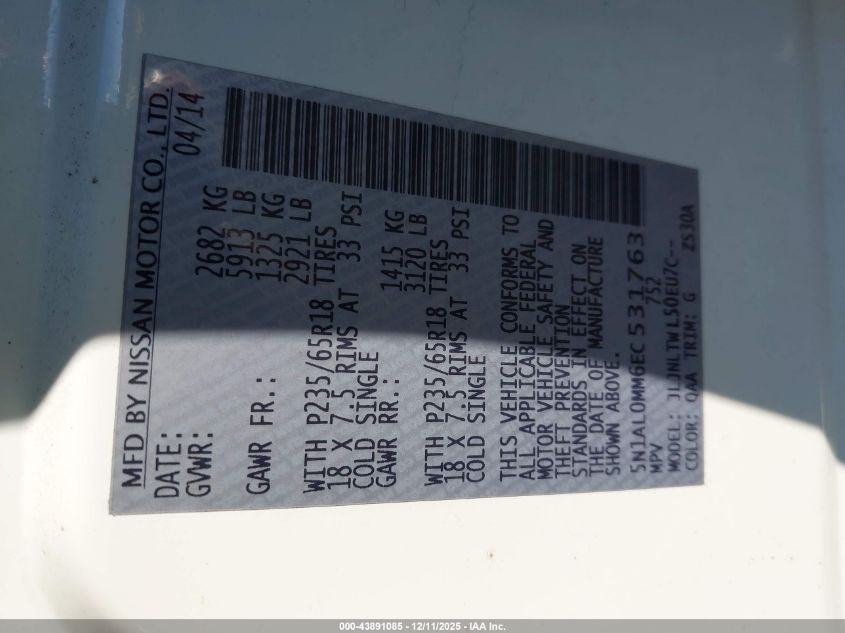 MFD BY NISSAN MOTOR CO., LTD.
DATE: 04/14
GVWR: 2682 KG
5913 LB
GAWR FR.: 1325 KG
2921 LB
WITH P235/65R18 TIRES
18 X 7.5 RIMS AT 33 PSI
COLD SINGLE
GAWR RR.: 1415 KG
3120 LB
WITH P235/65R18 TIRES
18 X 7.5 RIMS AT 33 PSI
COLD SINGLE
THIS VEHICLE CONFORMS TO
ALL APPLICABLE FEDERAL
MOTOR VEHICLE SAFETY AND
THEFT PREVENTION
STANDARDS IN EFFECT ON
THE DATE OF MANUFACTURE
SHOWN ABOVE.
5N1AL0MM6EC531763
MPV 752
MODEL: JLJNLTWL50EU7C--
COLOR: QAA TRIM: G ZS30A
000-43891085 - 12/11/2025 - IAA Inc.